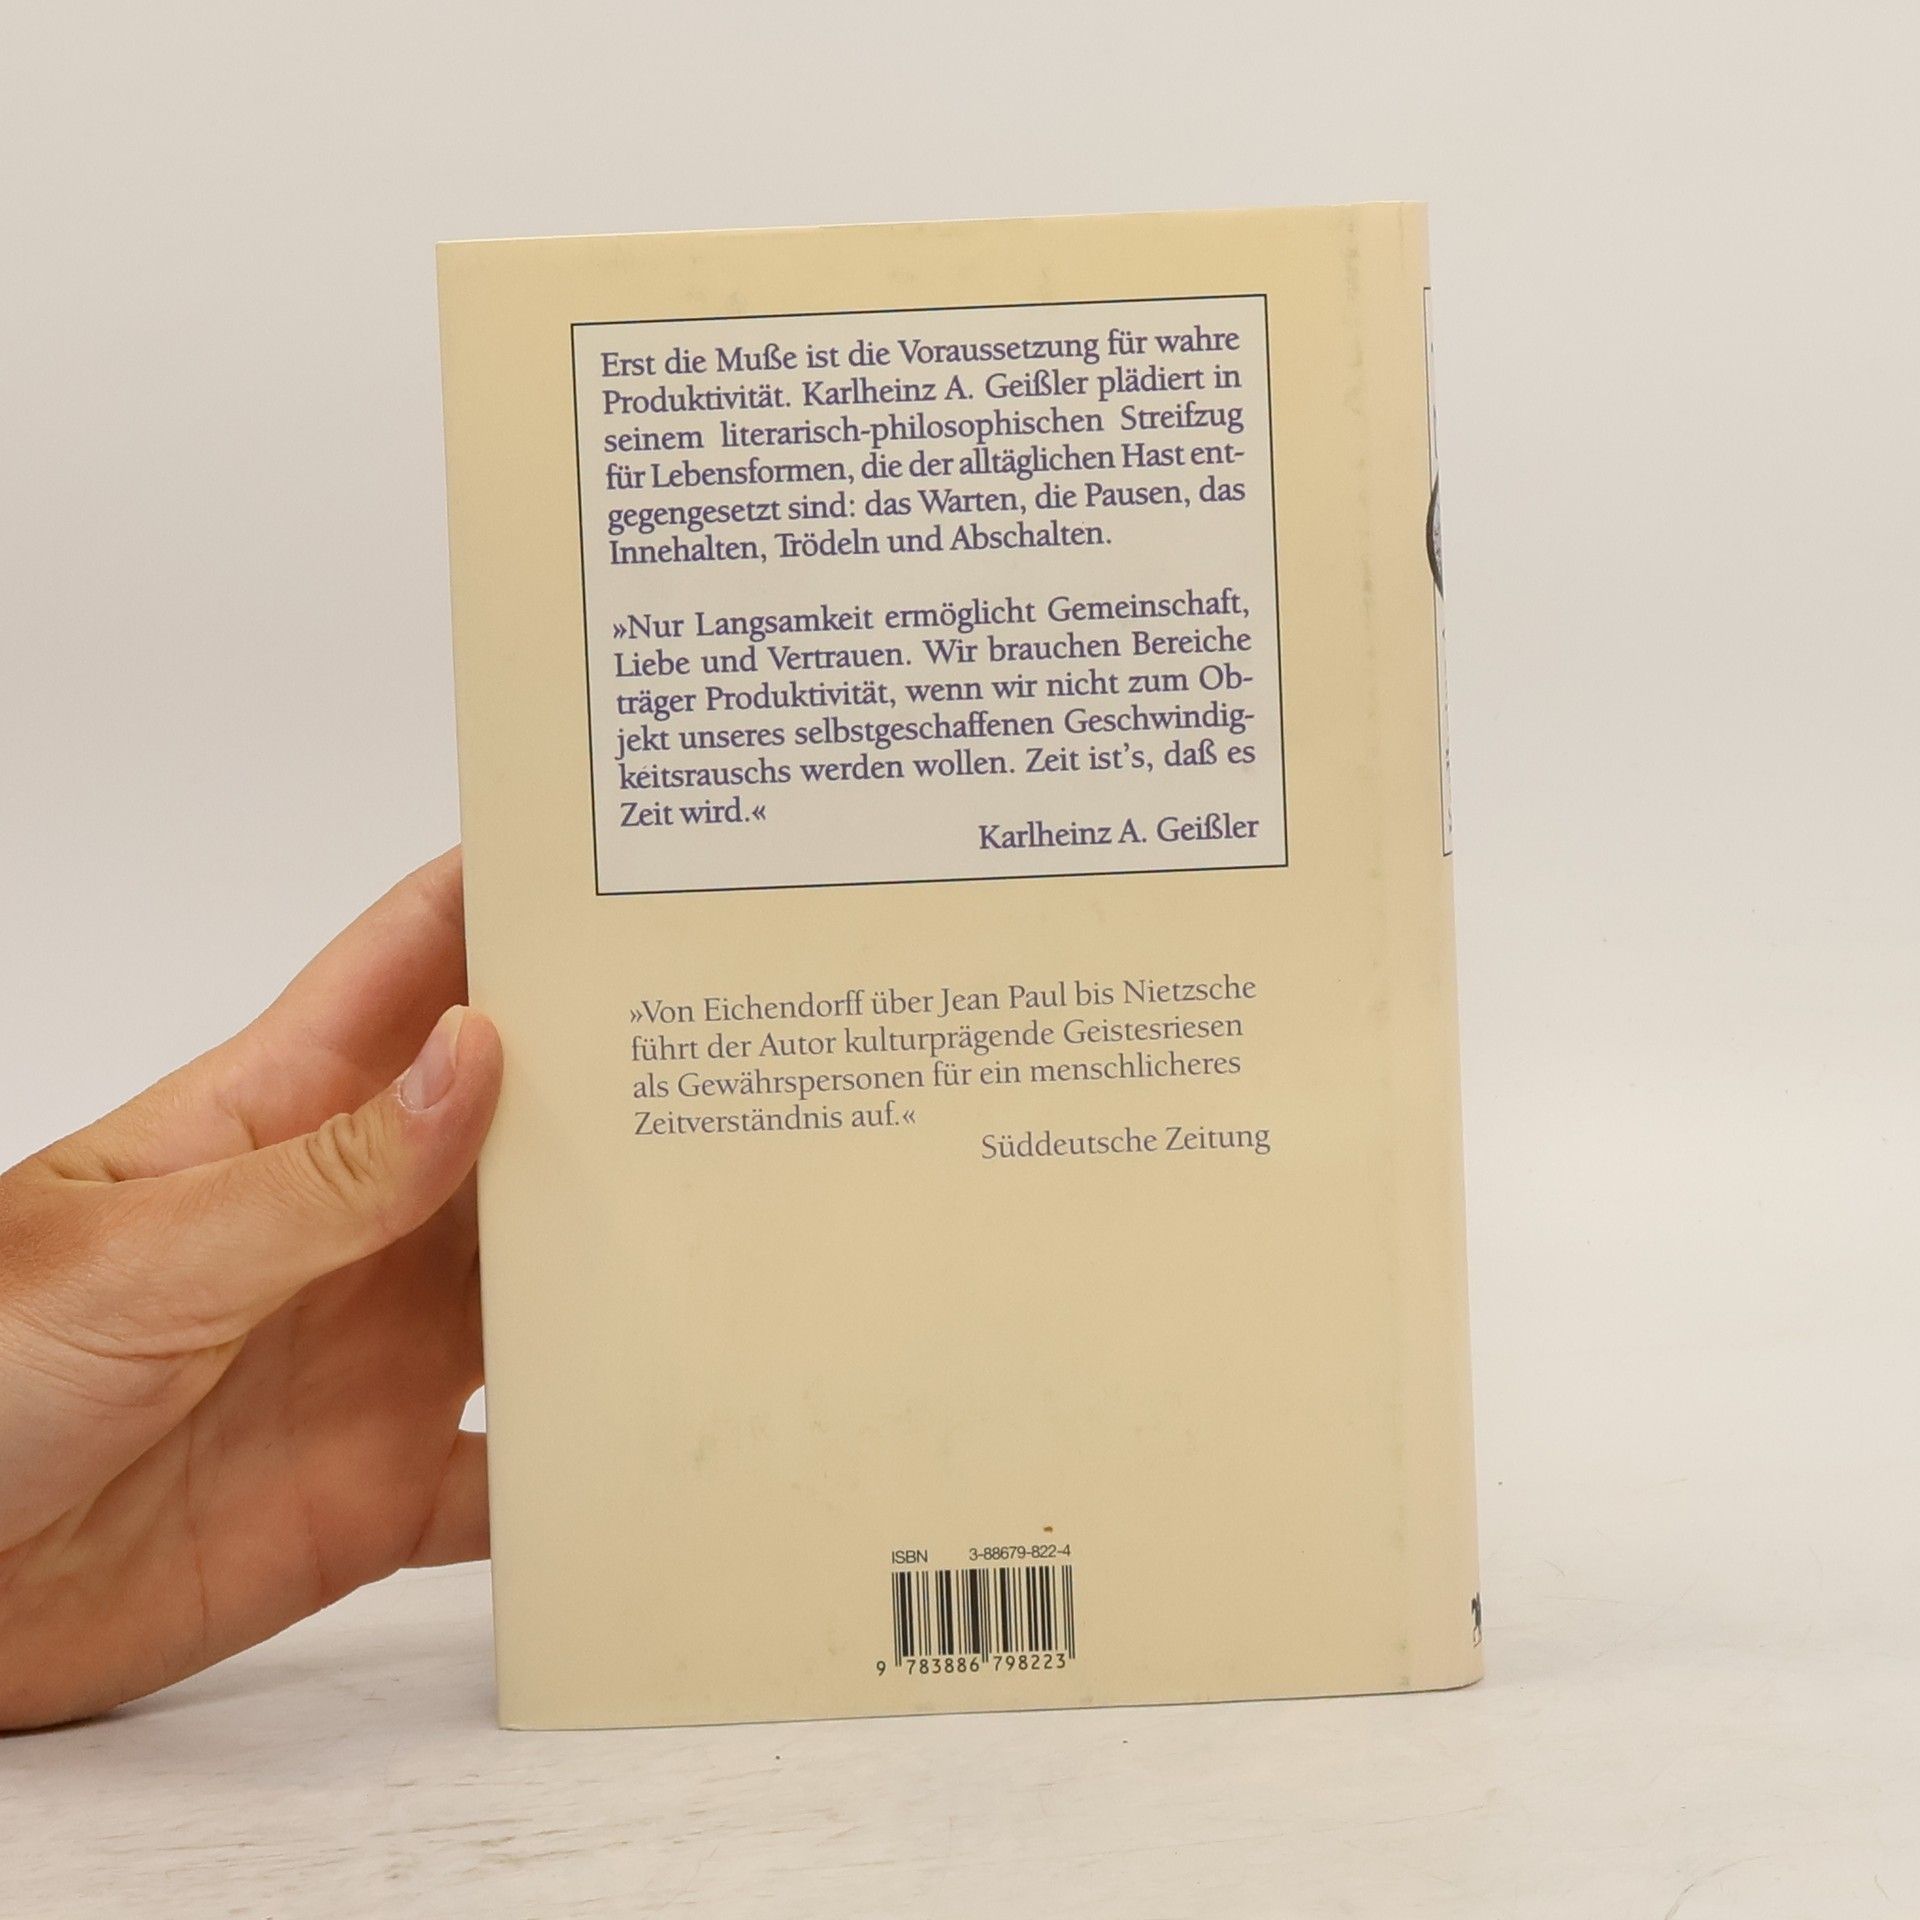 Erst die Muße ist die Voraussetzung für wahre
Produktivität. Karlheinz A. Geißler plädiert in
seinem literarisch-philosophischen Streifzug
für Lebensformen, die der alltäglichen Hast ent-
gegengesetzt sind: das Warten, die Pausen, das
Innehalten, Trödeln und Abschalten.
»Nur Langsamkeit ermöglicht Gemeinschaft,
Liebe und Vertrauen. Wir brauchen Bereiche
träger Produktivität, wenn wir nicht zum Ob-
jekt unseres selbstgeschaffenen Geschwindig-
keitsrauschs werden wollen. Zeit ist's, daß es
Zeit wird.«
Karlheinz A. Geißler
»Von Eichendorff über Jean Paul bis Nietzsche
führt der Autor kulturprägende Geistesriesen
als Gewährspersonen für ein menschlicheres
Zeitverständnis auf.«
Süddeutsche Zeitung
ISBN 3-88679-822-4
9 783886 798223